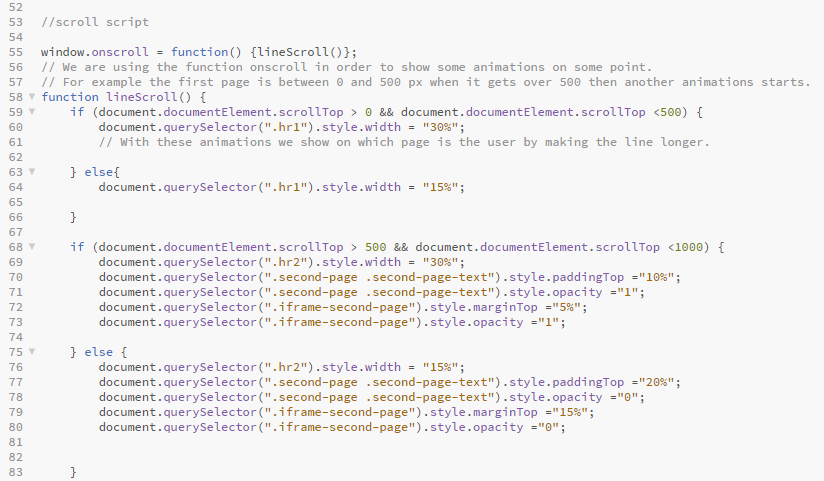 52
53 //scroll script
54
55 window.onscroll = function() {lineScroll()};
56 // We are using the function onscroll in order to show some animations on some point.
57 // For example the first page is between 0 and 500 px when it gets over 500 then another animations starts.
58 function lineScroll() {
59     if (document.documentElement.scrollTop > 0 && document.documentElement.scrollTop <500) {
60         document.querySelector(".hr1").style.width = "30%";
61         // With these animations we show on which page is the user by making the line longer.
62
63     } else{
64         document.querySelector(".hr1").style.width = "15%";
65
66     }
67
68     if (document.documentElement.scrollTop > 500 && document.documentElement.scrollTop <1000) {
69         document.querySelector(".hr2").style.width = "30%";
70         document.querySelector(".second-page .second-page-text").style.paddingTop ="10%";
71         document.querySelector(".second-page .second-page-text").style.opacity ="1";
72         document.querySelector(".iframe-second-page").style.marginTop ="5%";
73         document.querySelector(".iframe-second-page").style.opacity ="1";
74
75     } else {
76         document.querySelector(".hr2").style.width = "15%";
77         document.querySelector(".second-page .second-page-text").style.paddingTop ="20%";
78         document.querySelector(".second-page .second-page-text").style.opacity ="0";
79         document.querySelector(".iframe-second-page").style.marginTop ="15%";
80         document.querySelector(".iframe-second-page").style.opacity ="0";
81
82
83     }